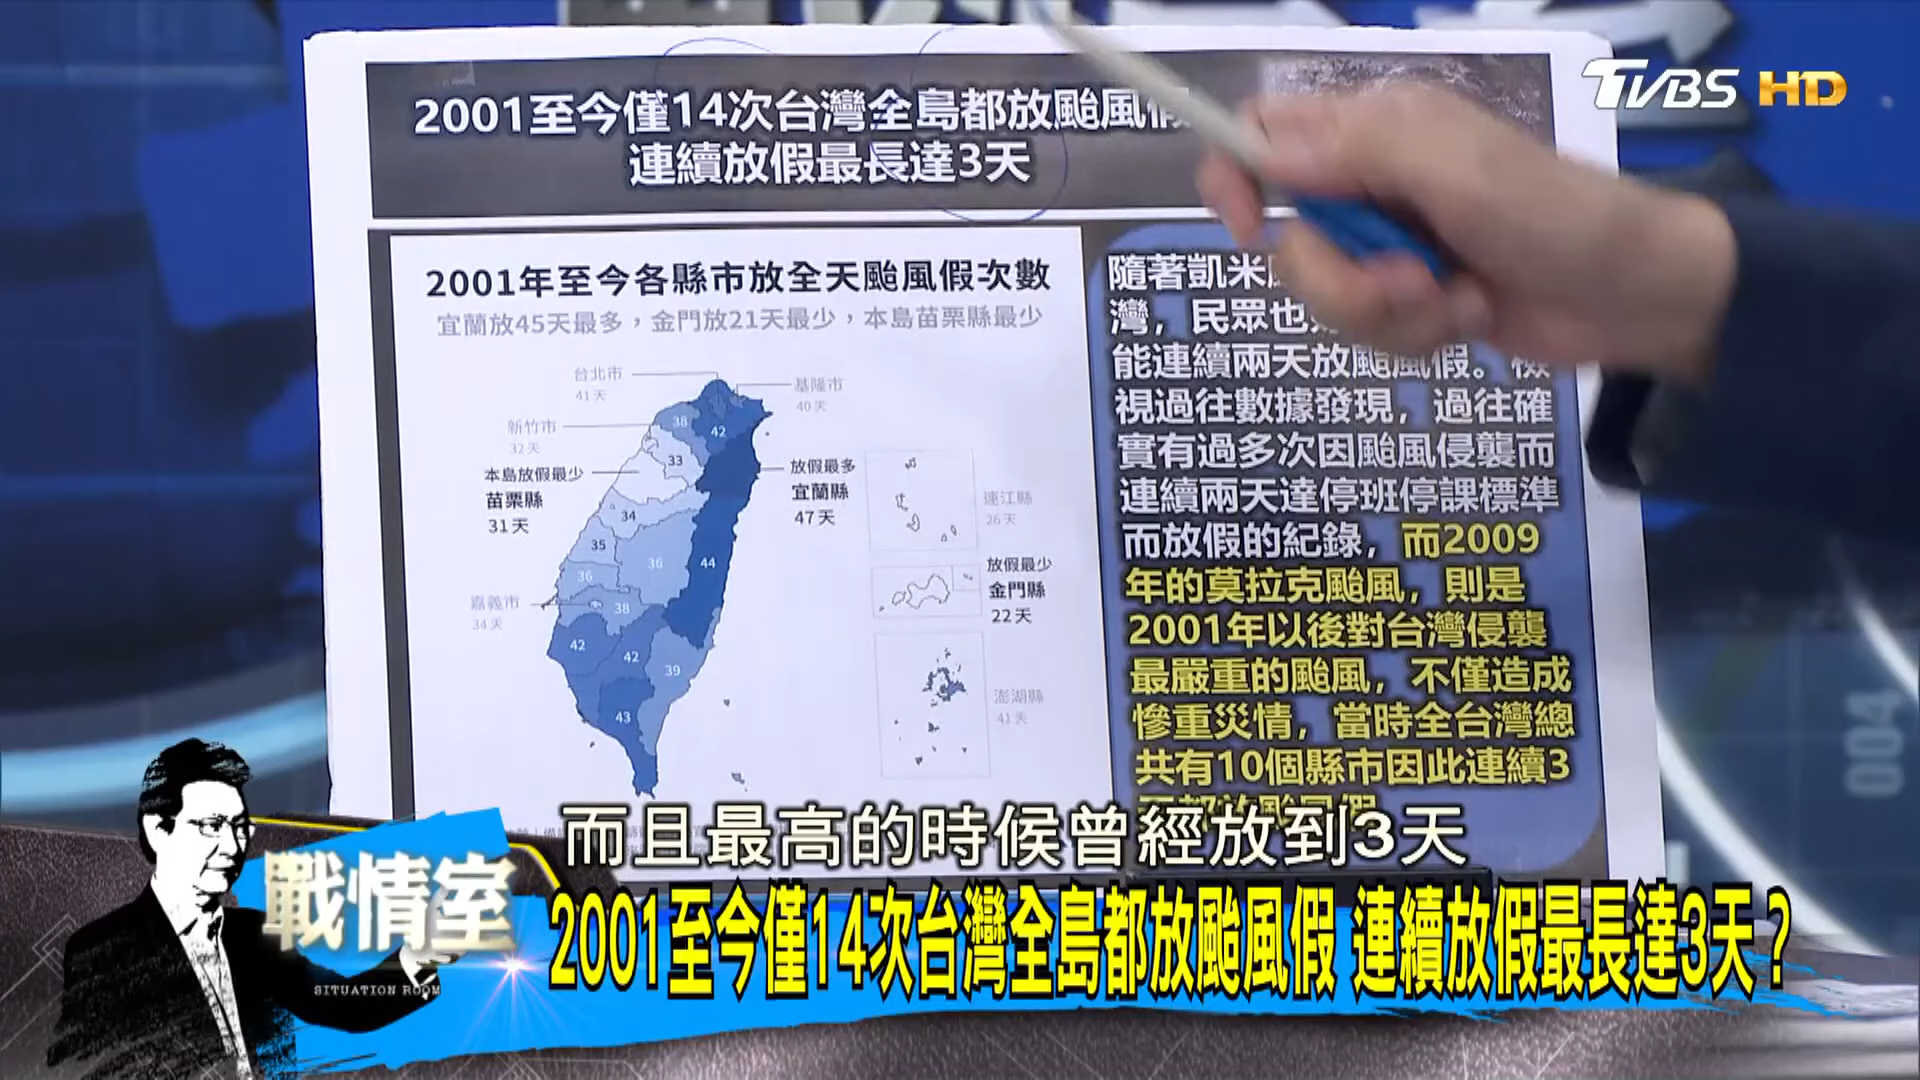 TVBS HD
2001至今僅14次台灣全島都放颱風假
連續放假最長達3天
2001年至今各縣市放全天颱風假次數
宜蘭放45天最多，金門放21天最少，本島苗栗縣最少
台北市
41天
基隆市
40天
新竹市
32天
38
42
33
本島放假最少
苗栗縣
31天
放假最多
宜蘭縣
47天
34
35
36
36
44
嘉義市
34天
38
42
42
39
43
連江縣
26天
放假最少
金門縣
22天
澎湖縣
41天
隨著凱米
灣，民眾也
能連續兩天放颱風假。檢
視過往數據發現，過往確
實有過多次因颱風侵襲而
連續兩天達停班停課標準
而放假的紀錄，而2009
年的莫拉克颱風，則是
2001年以後對台灣侵襲
最嚴重的颱風，不僅造成
慘重災情，當時全台灣總
共有10個縣市因此連續3
004
而且最高的時候曾經放到3天
戰情室
SITUATION ROOM
2001至今僅14次台灣全島都放颱風假 連續放假最長達3天？